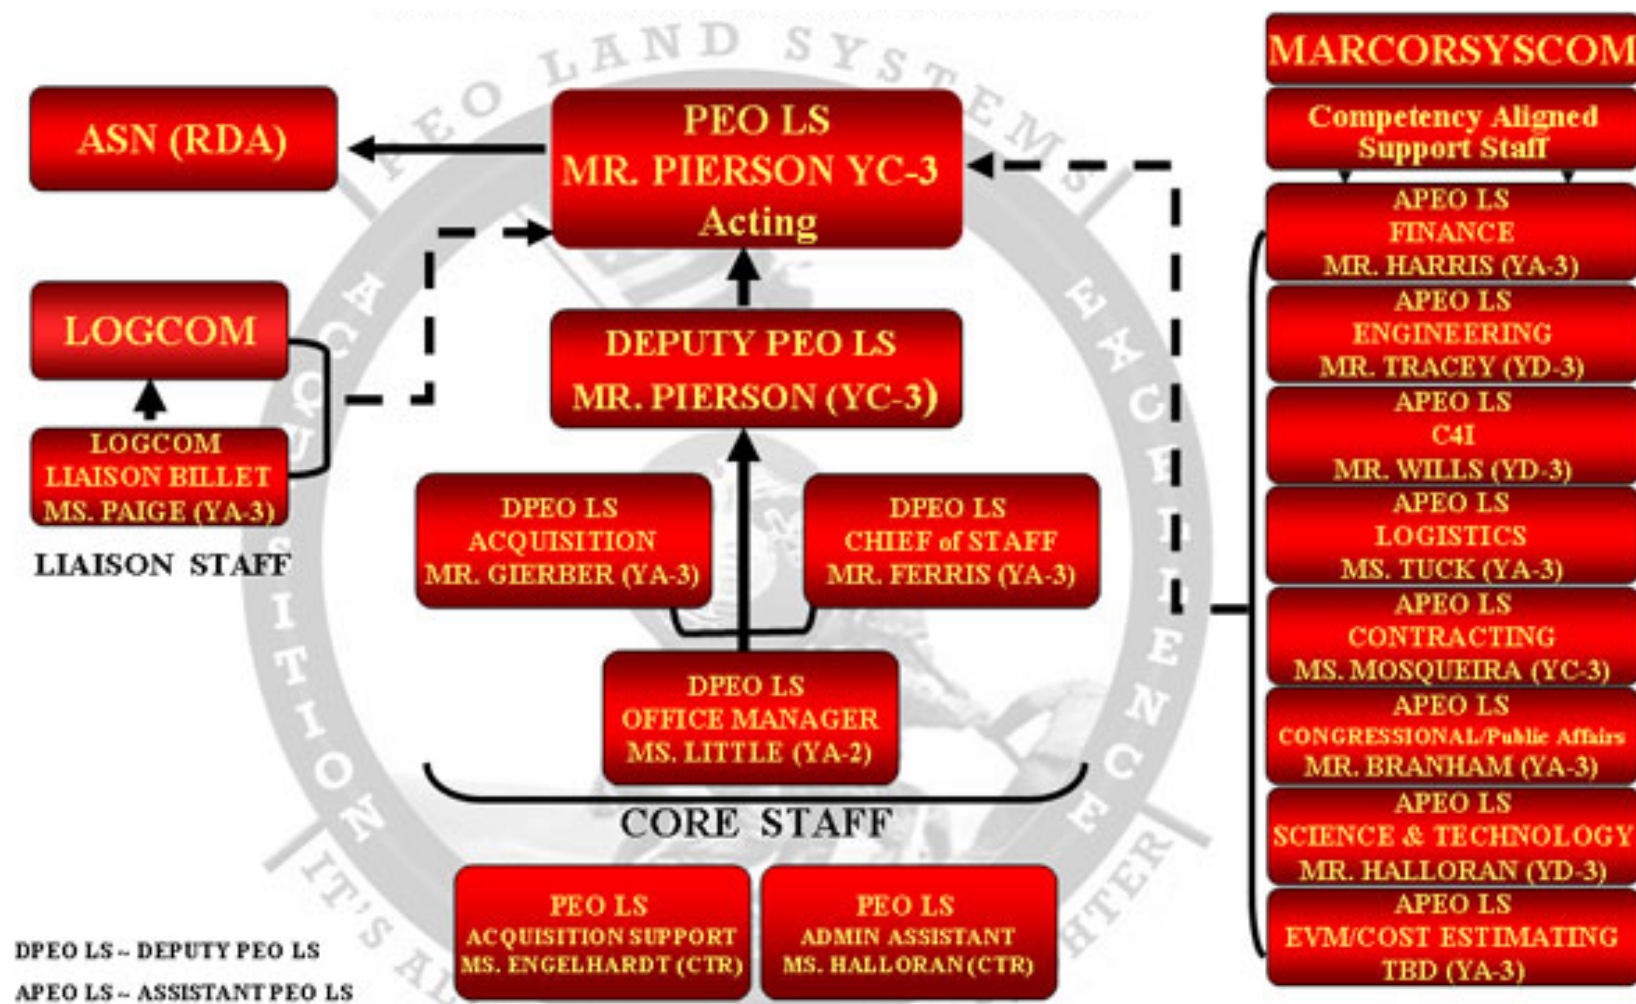 PEO LAND SYSTEMS
ACQUISITION
EXCELLENCE
ASN (RDA)
PEO LS
MR. PIERSON YC-3
Acting
LOGCOM
DEPUTY PEO LS
MR. PIERSON (YC-3)
LOGCOM
LIAISON BILLET
MS. PAIGE (YA-3)
LIAISON STAFF
DPEO LS
ACQUISITION
MR. GIERBER (YA-3)
DPEO LS
CHIEF of STAFF
MR. FERRIS (YA-3)
DPEO LS
OFFICE MANAGER
MS. LITTLE (YA-2)
CORE STAFF
PEO LS
ACQUISITION SUPPORT
MS. ENGELHARDT (CTR)
PEO LS
ADMIN ASSISTANT
MS. HALLORAN (CTR)
IT'S
DPEO LS ~ DEPUTY PEO LS
APEO LS ~ ASSISTANT PEO LS
MARCORSYSCOM
Competency Aligned
Support Staff
APEO LS
FINANCE
MR. HARRIS (YA-3)
APEO LS
ENGINEERING
MR. TRACEY (YD-3)
APEO LS
C4I
MR. WILLS (YD-3)
APEO LS
LOGISTICS
MS. TUCK (YA-3)
APEO LS
CONTRACTING
MS. MOSQUEIRA (YC-3)
APEO LS
CONGRESSIONAL/Public Affairs
MR. BRANHAM (YA-3)
APEO LS
SCIENCE & TECHNOLOGY
MR. HALLORAN (YD-3)
APEO LS
EVM/COST ESTIMATING
TBD (YA-3)